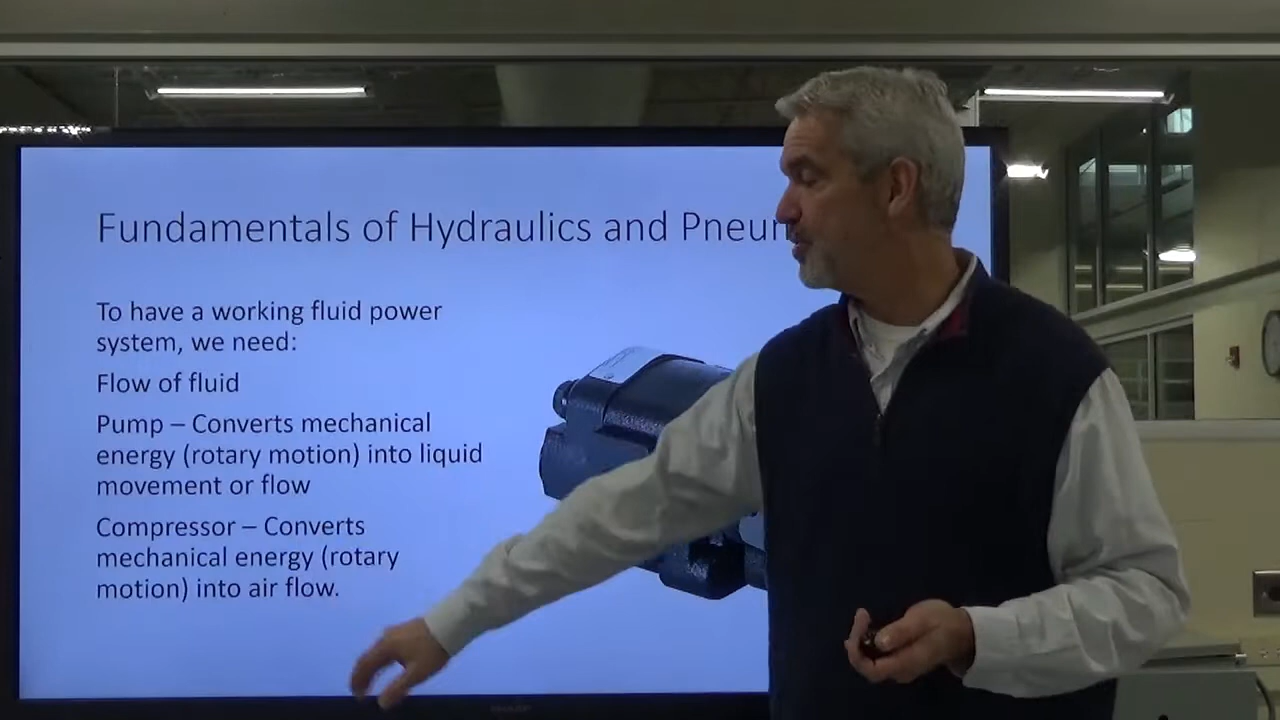 Fundamentals of Hydraulics and
To have a working fluid power
system, we need:
Flow of fluid
Pump – Converts mechanical
energy (rotary motion) into liquid
movement or flow
Compressor – Converts
mechanical energy (rotary
motion) into air flow.